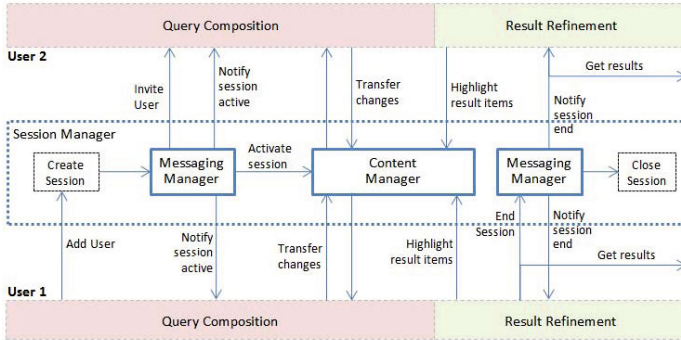 Query Composition
Result Refinement
User 2
Invite
User
Notify
session
active
Transfer
changes
Highlight
result items
Get results
Notify
session
end
Session Manager
Create
Session
Messaging
Manager
Activate
session
Content
Manager
Messaging
Manager
Close
Session
Add User
Notify
session
active
Transfer
changes
Highlight
result items
End
Session
Notify
session
end
Get results
User 1
Query Composition
Result Refinement